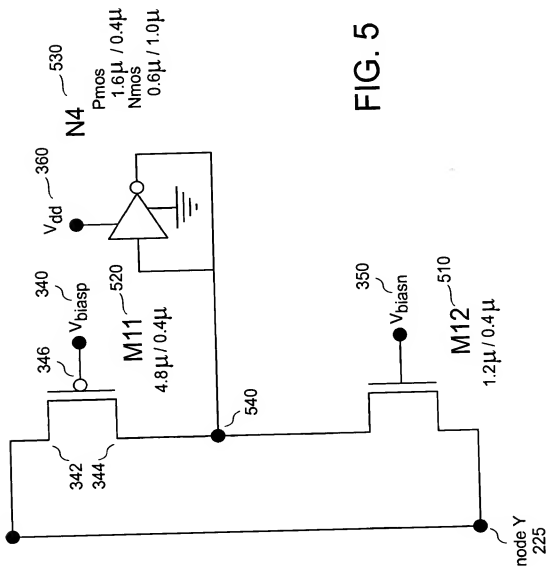 N4
530
Pmos
1.6µ / 0.4µ
Nmos
0.6µ / 1.0µ
FIG. 5
360
Vdd
340
Vbiasp
346
520
M11
4.8µ / 0.4µ
342
344
540
350
Vbiasn
510
M12
1.2µ / 0.4µ
node Y
225